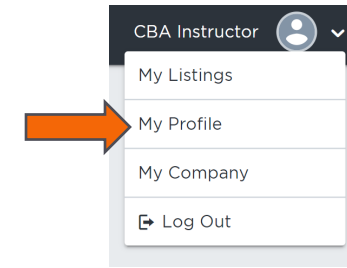 CBA Instructor
My Listings
My Profile
My Company
Log Out